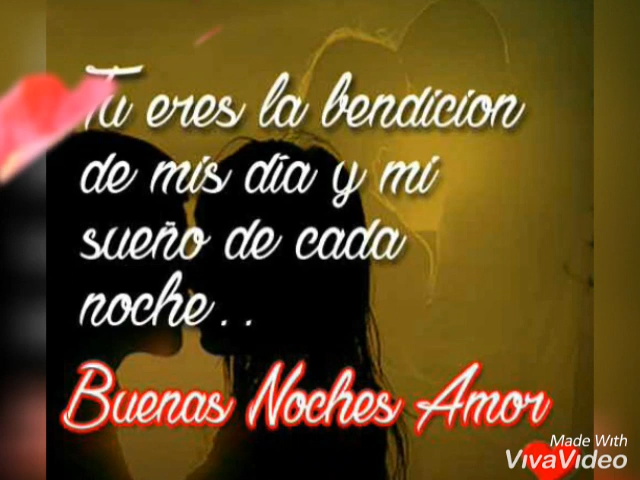 Tu eres la bendicion
de mis día y mi
sueño de cada
noche..
Buenas Noches Amor
Made With
VivaVideo